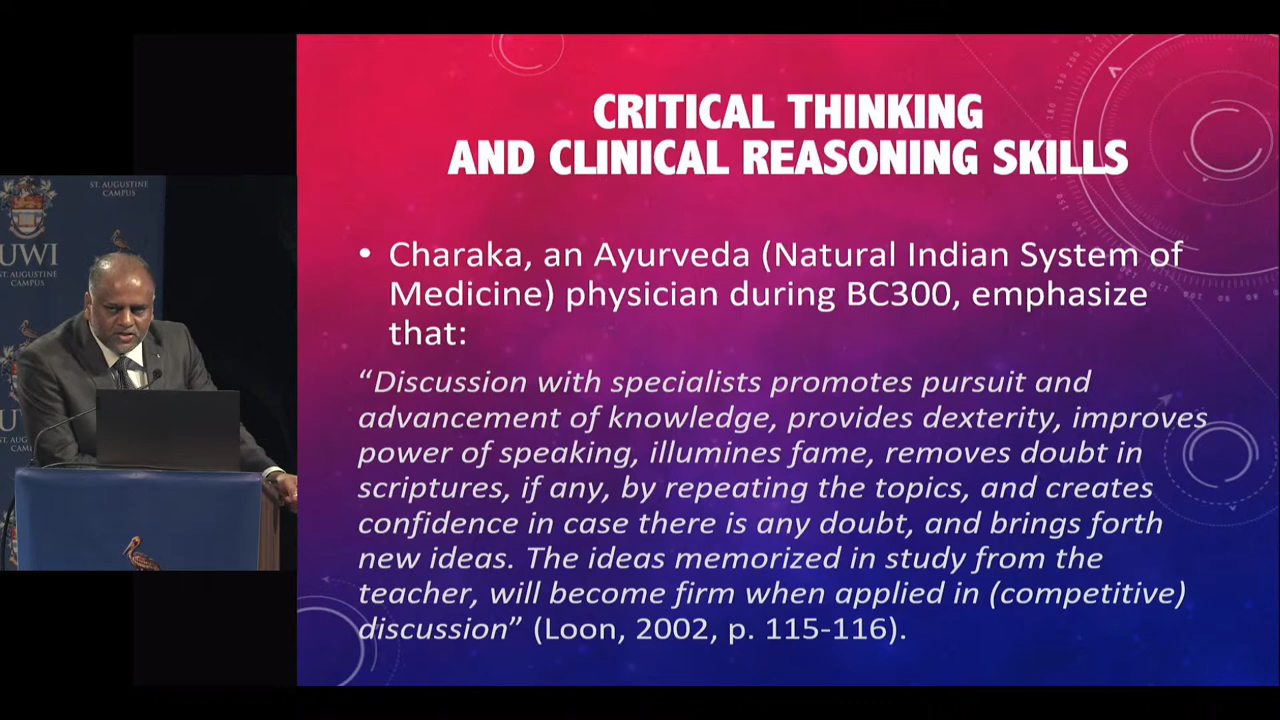 CRITICAL THINKING
AND CLINICAL REASONING SKILLS
• Charaka, an Ayurveda (Natural Indian System of
Medicine) physician during BC300, emphasize
that:
“Discussion with specialists promotes pursuit and
advancement of knowledge, provides dexterity, improves
power of speaking, illumines fame, removes doubt in
scriptures, if any, by repeating the topics, and creates
confidence in case there is any doubt, and brings forth
new ideas. The ideas memorized in study from the
teacher, will become firm when applied in (competitive)
discussion” (Loon, 2002, p. 115-116).
ST. AUGUSTINE
CAMPUS
UWI
ST. AUGUSTINE
CAMPUS